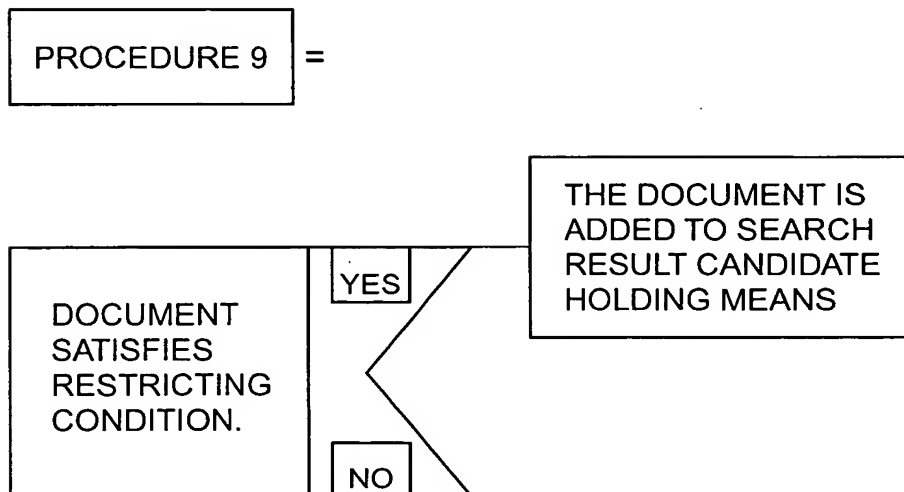 PROCEDURE 9 =
THE DOCUMENT IS
ADDED TO SEARCH
RESULT CANDIDATE
HOLDING MEANS
YES
DOCUMENT
SATISFIES
RESTRICTING
CONDITION.
NO